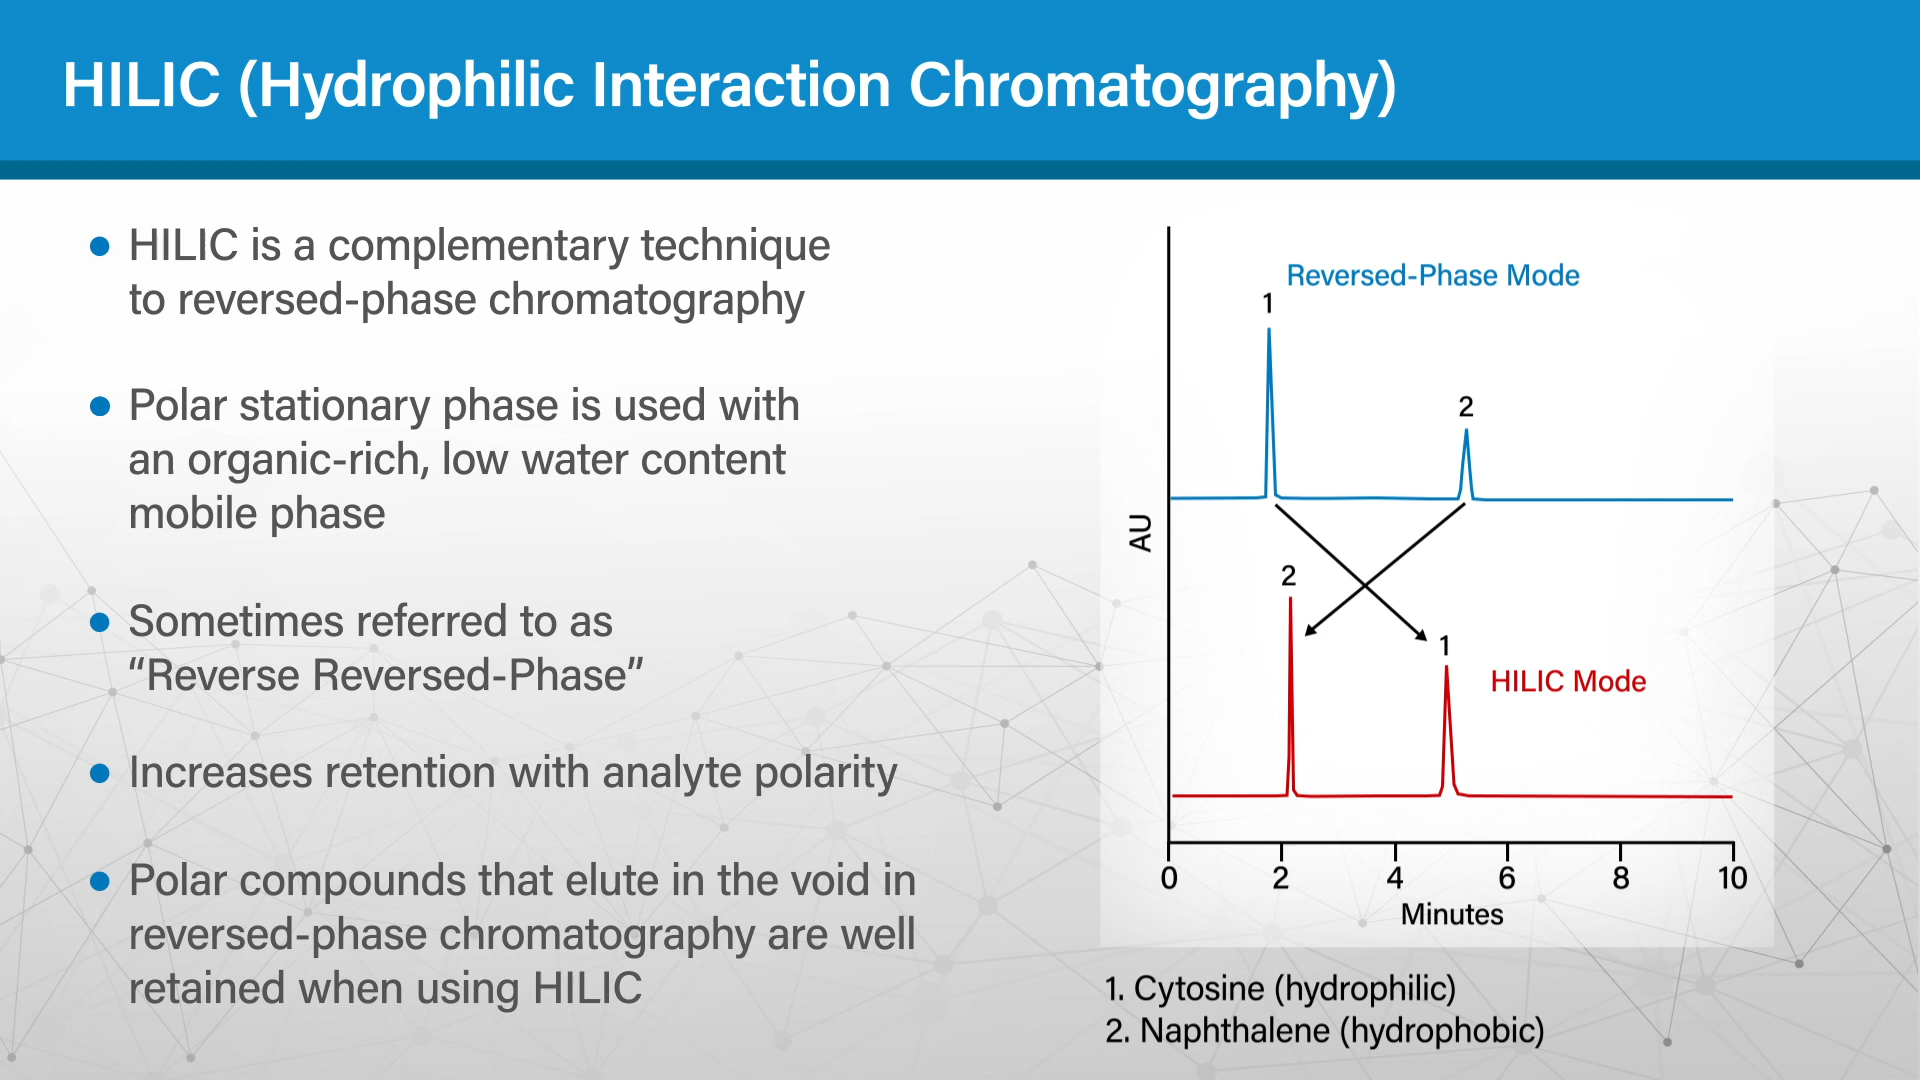 HILIC (Hydrophilic Interaction Chromatography)
HILIC is a complementary technique
to reversed-phase chromatography
Polar stationary phase is used with
an organic-rich, low water content
mobile phase
Sometimes referred to as
“Reverse Reversed-Phase”
Increases retention with analyte polarity
Polar compounds that elute in the void in
reversed-phase chromatography are well
retained when using HILIC
Reversed-Phase Mode
1
2
AU
2
1
HILIC Mode
0 2 4 6 8 10
Minutes
1. Cytosine (hydrophilic)
2. Naphthalene (hydrophobic)